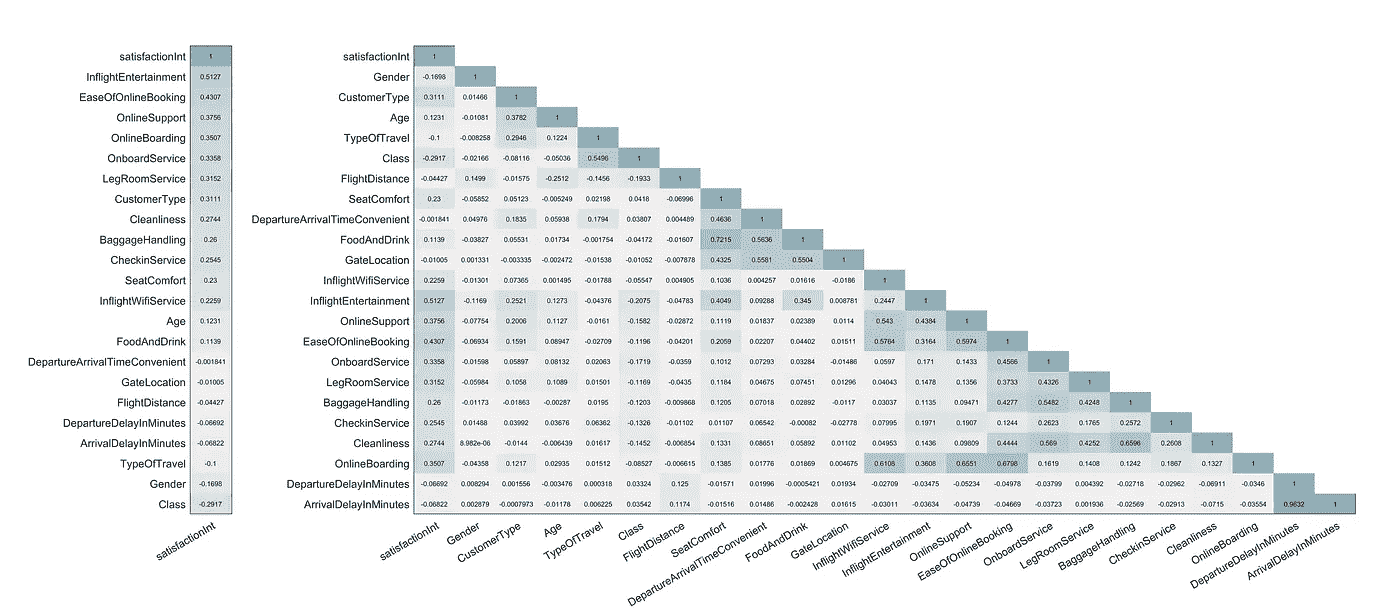 satisfactionInt 1
InflightEntertainment 0.5127
EaseOfOnlineBooking 0.4307
OnlineSupport 0.3756
OnlineBoarding 0.3507
OnboardService 0.3358
LegRoomService 0.3152
CustomerType 0.3111
Cleanliness 0.2744
BaggageHandling 0.26
CheckinService 0.2545
SeatComfort 0.23
InflightWifiService 0.2259
Age 0.1231
FoodAndDrink 0.1139
DepartureArrivalTimeConvenient -0.001841
GateLocation -0.01005
FlightDistance -0.04427
DepartureDelayInMinutes -0.06692
ArrivalDelayInMinutes -0.06822
TypeOfTravel -0.1
Gender -0.1698
Class -0.2917
satisfactionInt
satisfactionInt 1
Gender -0.1698 1
CustomerType 0.3111 0.01466 1
Age 0.1231 -0.01081 0.3782 1
TypeOfTravel -0.1 -0.008258 0.2946 0.1224 1
Class -0.2917 -0.02166 -0.08116 -0.05036 0.5496 1
FlightDistance -0.04427 0.1499 -0.01575 -0.2512 -0.1456 -0.1933 1
SeatComfort 0.23 -0.05852 0.05123 -0.005249 0.02198 0.0418 -0.06996 1
DepartureArrivalTimeConvenient -0.001841 0.04976 0.1835 0.05938 0.1794 0.03807 0.004489 0.4636 1
FoodAndDrink 0.1139 -0.03827 0.05531 0.01734 -0.001754 -0.04172 -0.01607 0.7215 0.5636 1
GateLocation -0.01005 0.001331 -0.003335 -0.002472 -0.01538 -0.01052 -0.007878 0.4325 0.5581 0.5504 1
InflightWifiService 0.2259 -0.01301 0.07365 0.001495 -0.01788 -0.05547 0.004905 0.1036 0.004257 0.01616 -0.0186 1
InflightEntertainment 0.5127 -0.1169 0.2521 0.1273 -0.04376 -0.2075 -0.04783 0.4049 0.09288 0.345 0.008781 0.2447 1
OnlineSupport 0.3756 -0.07754 0.2006 0.1127 -0.0161 -0.1582 -0.02872 0.1119 0.01837 0.02389 0.0114 0.543 0.4384 1
EaseOfOnlineBooking 0.4307 -0.06934 0.1591 0.08947 -0.02709 -0.1196 -0.04201 0.2059 0.02207 0.04402 0.01511 0.5764 0.3164 0.5974 1
OnboardService 0.3358 -0.01598 0.05897 0.08132 0.02063 -0.1719 -0.0359 0.1012 0.07293 0.03284 -0.01486 0.0597 0.171 0.1433 0.4566 1
LegRoomService 0.3152 -0.05984 0.1058 0.1089 0.01501 -0.1169 -0.0435 0.1184 0.04675 0.07451 0.01296 0.04043 0.1478 0.1356 0.3733 0.4326 1
BaggageHandling 0.26 -0.01173 -0.01863 -0.00287 0.0195 -0.1203 -0.009868 0.1205 0.07018 0.02892 -0.0117 0.03037 0.1135 0.09471 0.4277 0.5482 0.4248 1
CheckinService 0.2545 0.01488 0.03992 0.03676 0.06362 -0.1326 -0.01102 0.01107 0.06542 -0.00082 -0.02778 0.07995 0.1971 0.1907 0.1244 0.2623 0.1765 0.2572 1
Cleanliness 0.2744 8.982e-06 -0.0144 -0.006439 0.01617 -0.1452 -0.006854 0.1331 0.08651 0.05892 0.01102 0.04953 0.1436 0.09809 0.4444 0.569 0.4252 0.6596 0.2608 1
OnlineBoarding 0.3507 -0.04358 0.1217 0.02935 0.01512 -0.08527 -0.006615 0.1385 0.01776 0.01869 0.004675 0.6108 0.3608 0.6551 0.6798 0.1619 0.1408 0.1242 0.1867 0.1327 1
DepartureDelayInMinutes -0.06692 0.008294 0.001556 -0.003476 0.000318 0.03324 0.125 -0.01571 0.01996 -0.0005421 0.01934 -0.02709 -0.03475 -0.05234 -0.04978 -0.03799 0.004392 -0.02718 -0.02962 -0.06911 -0.0346 1
ArrivalDelayInMinutes -0.06822 0.002879 -0.0007973 -0.01178 0.006225 0.03542 0.1174 -0.01516 0.01486 -0.002428 0.01615 -0.03011 -0.03634 -0.04739 -0.04669 -0.03723 0.001936 -0.02569 -0.02913 -0.0715 -0.03554 0.9632 1
satisfactionInt Gender CustomerType Age TypeOfTravel Class FlightDistance SeatComfort DepartureArrivalTimeConvenient FoodAndDrink GateLocation InflightWifiService InflightEntertainment OnlineSupport EaseOfOnlineBooking OnboardService LegRoomService BaggageHandling CheckinService Cleanliness OnlineBoarding DepartureDelayInMinutes ArrivalDelayInMinutes